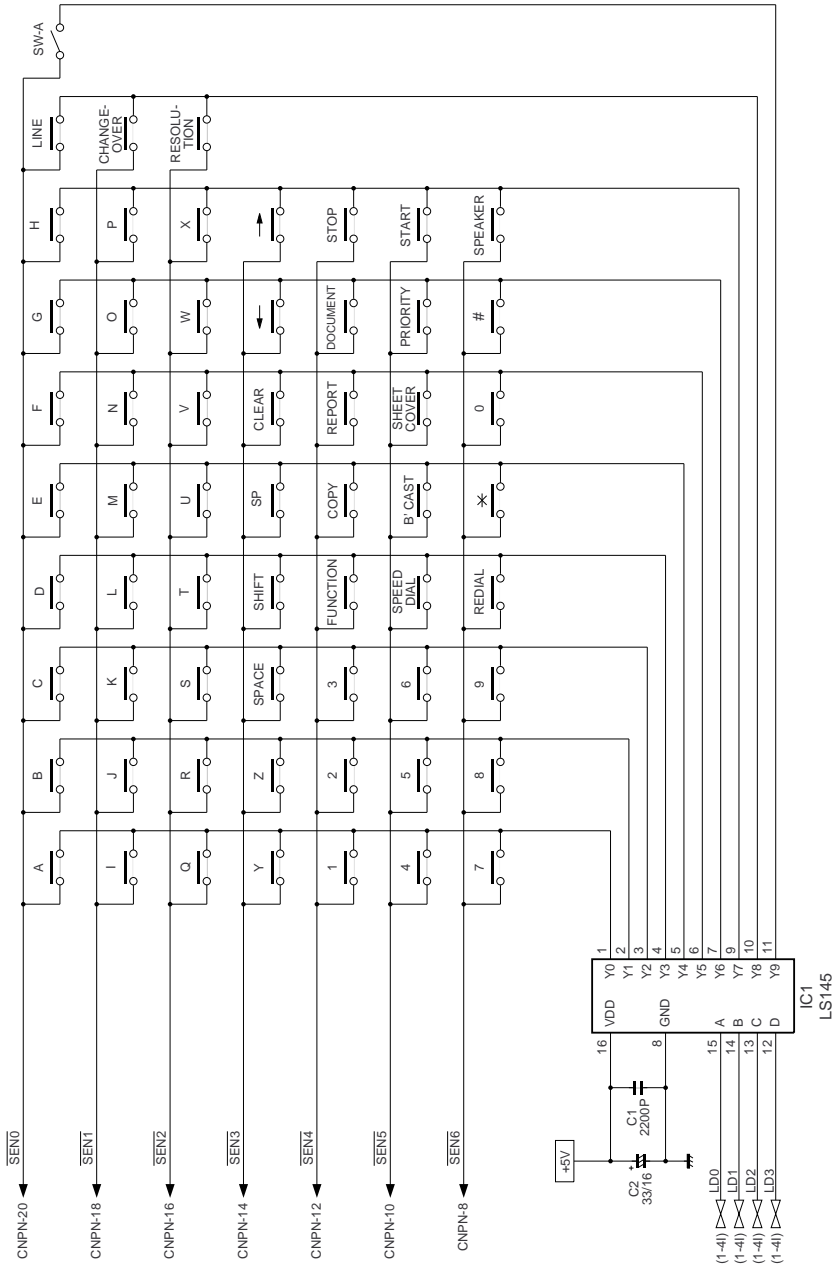 CNPN-20 SEN0 A B C D E F G H LINE SW-A
CNPN-18 SEN1 I J K L M N O P CHANGE-
OVER
CNPN-16 SEN2 Q R S T U V W X RESOLU-
TION
CNPN-14 SEN3 Y Z SPACE SHIFT SP CLEAR ← →
CNPN-12 SEN4 1 2 3 FUNCTION COPY REPORT DOCUMENT STOP
CNPN-10 SEN5 4 5 6 SPEED
DIAL B' CAST SHEET
COVER PRIORITY START
CNPN-8 SEN6 7 8 9 REDIAL * 0 # SPEAKER
+5V
C2
33/16
+
C1
2200P
16 VDD Y0 1
Y1 2
Y2 3
8 GND Y3 4
Y4 5
Y5 6
(1-4I) LD0 15 A Y6 7
(1-4I) LD1 14 B Y7 9
(1-4I) LD2 13 C Y8 10
(1-4I) LD3 12 D Y9 11
IC1
LS145